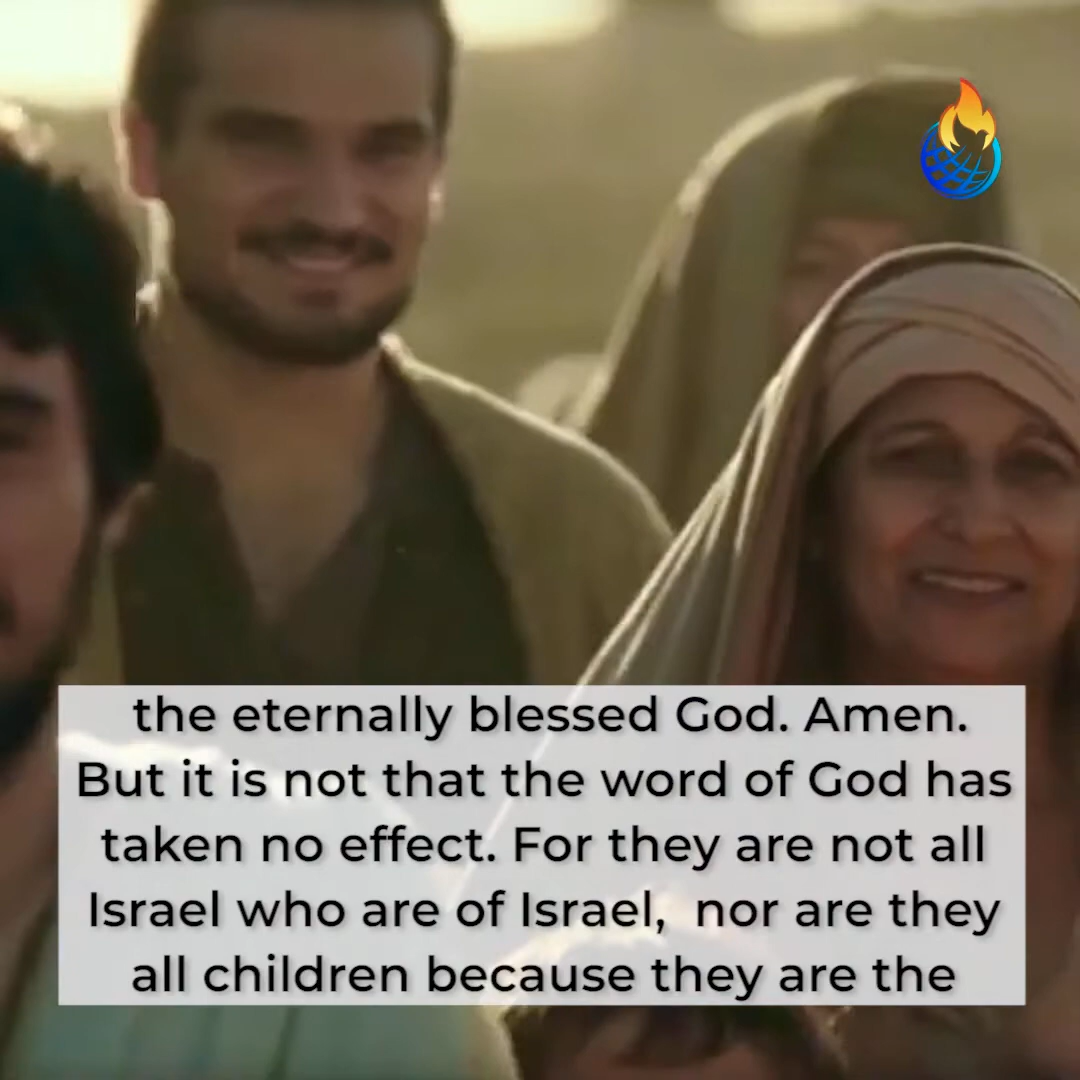 the eternally blessed God. Amen.
But it is not that the word of God has
taken no effect. For they are not all
Israel who are of Israel,  nor are they
all children because they are the